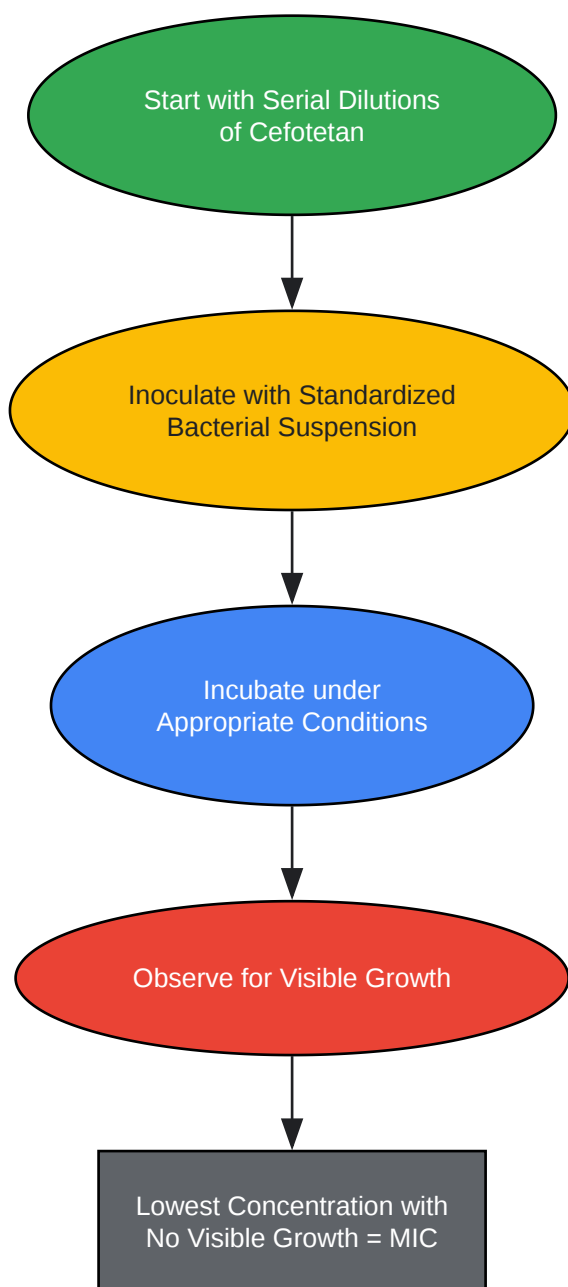 Start with Serial Dilutions
of Cefotetan
Inoculate with Standardized
Bacterial Suspension
Incubate under
Appropriate Conditions
Observe for Visible Growth
Lowest Concentration with
No Visible Growth = MIC